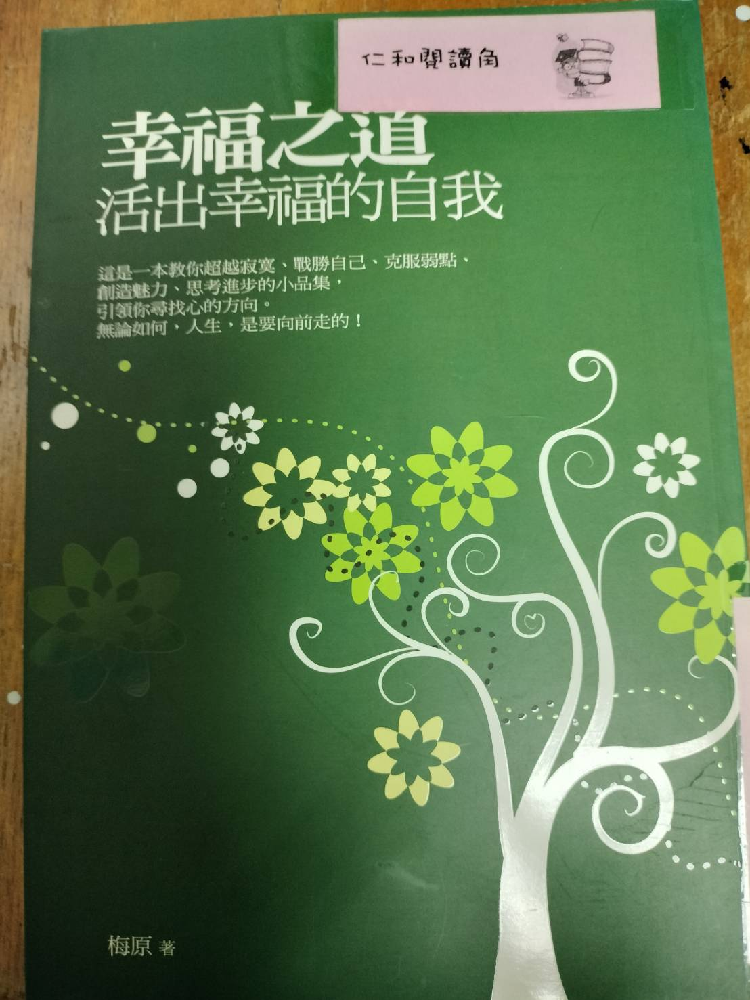 仁和閱讀角
幸福之道
活出幸福的自我
這是一本教你超越寂寞、戰勝自己、克服弱點、
創造魅力、思考進步的小品集，
引領你尋找心的方向。
無論如何，人生，是要向前走的！
梅原 著